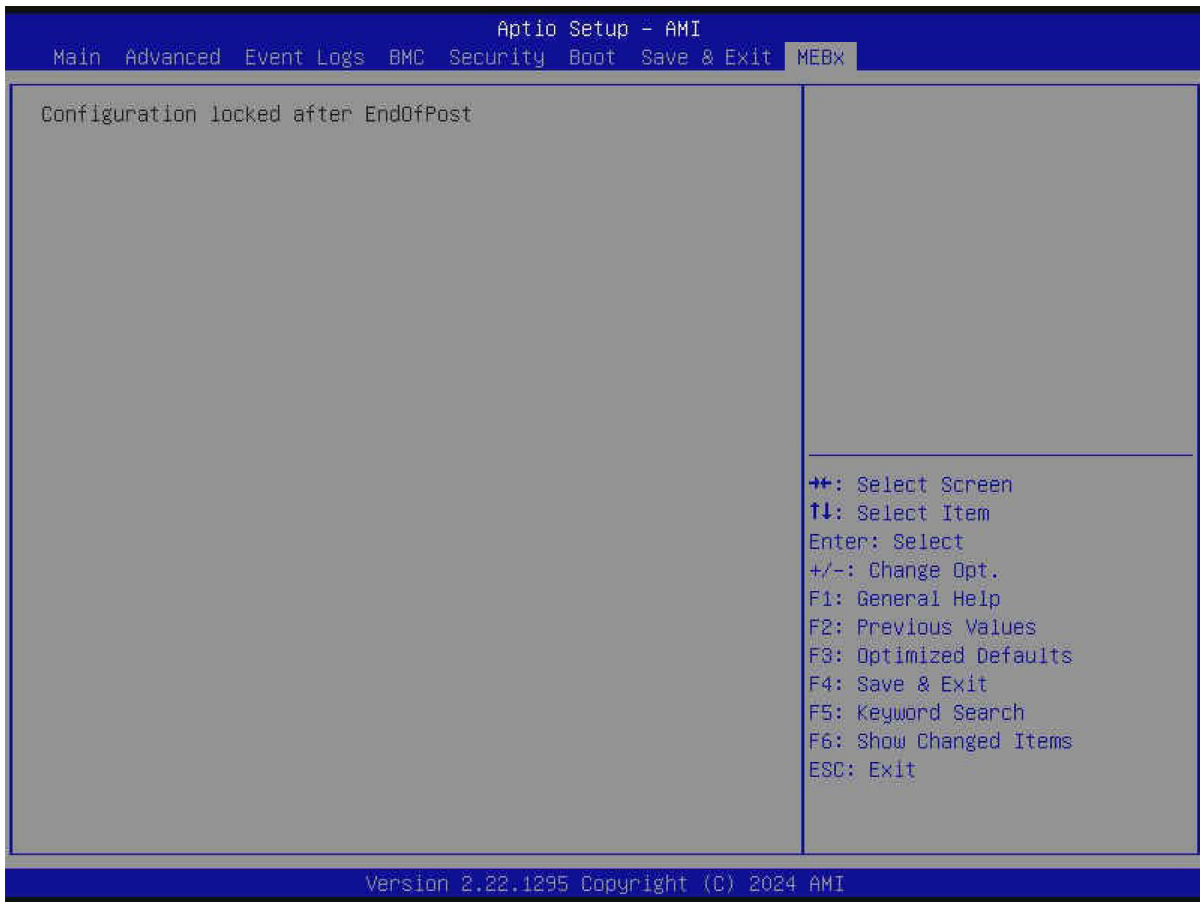 Aptio Setup - AMI
Main Advanced Event Logs BMC Security Boot Save & Exit MEBx
Configuration locked after EndOfPost
→←: Select Screen
↑↓: Select Item
Enter: Select
+/-: Change Opt.
F1: General Help
F2: Previous Values
F3: Optimized Defaults
F4: Save & Exit
F5: Keyword Search
F6: Show Changed Items
ESC: Exit
Version 2.22.1295 Copyright (C) 2024 AMI